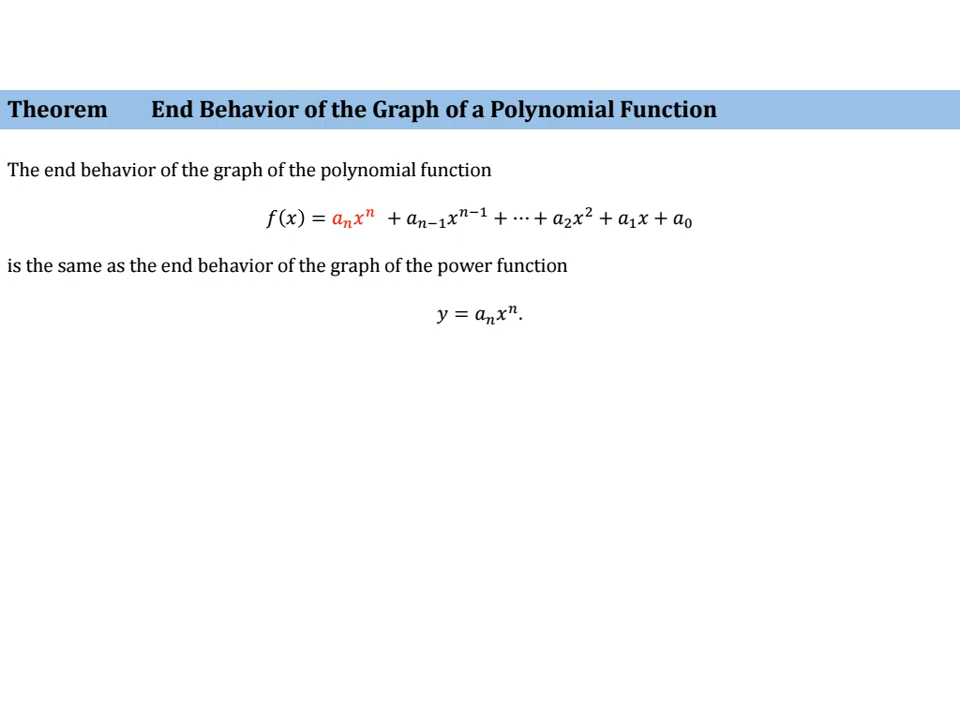 Theorem End Behavior of the Graph of a Polynomial Function
The end behavior of the graph of the polynomial function
𝑓(𝑥) = 𝑎ₙ𝑥ⁿ + 𝑎ₙ₋₁𝑥ⁿ⁻¹ + ⋯ + 𝑎₂𝑥² + 𝑎₁𝑥 + 𝑎₀
is the same as the end behavior of the graph of the power function
𝑦 = 𝑎ₙ𝑥ⁿ.